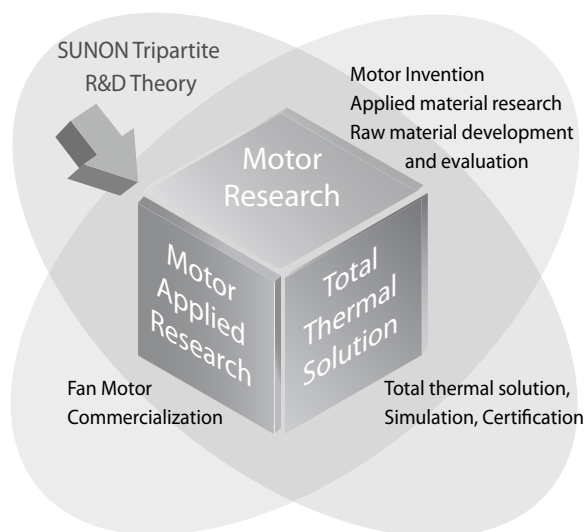 SUNON Tripartite
R&D Theory
Motor Invention
Applied material research
Raw material development
and evaluation
Motor
Research
Motor
Applied
Research
Total
Thermal
Solution
Fan Motor
Commercialization
Total thermal solution,
Simulation, Certification